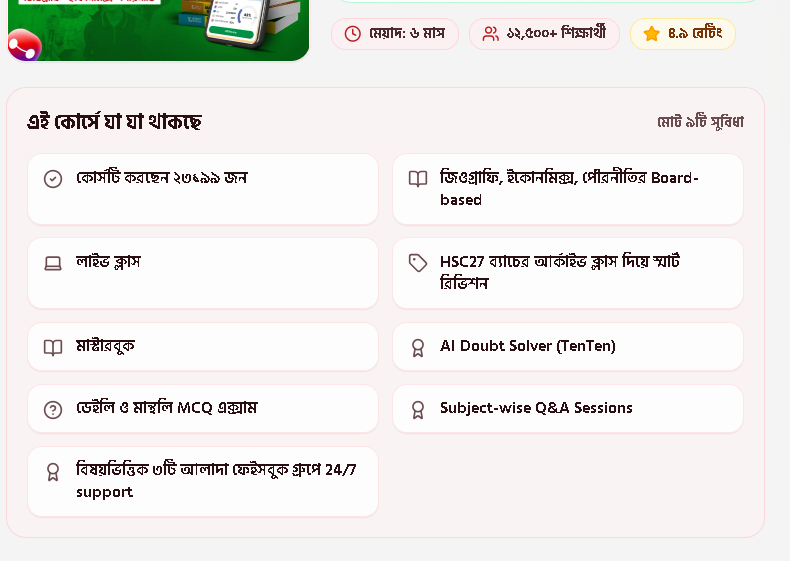 মেয়াদ: ৬ মাস
১২,৫০০+ শিক্ষার্থী
৪.৯ রেটিং
এই কোর্সে যা যা থাকছে
মোট ৯টি সুবিধা
কোর্সটি করছেন ২৩৬৯৯ জন
জিওগ্রাফি, ইকোনমিক্স, পৌরনীতির Board-
based
লাইভ ক্লাস
HSC27 ব্যাচের আর্কাইভ ক্লাস দিয়ে স্মার্ট
রিভিশন
মাস্টারবুক
AI Doubt Solver (TenTen)
ডেইলি ও মান্থলি MCQ এক্সাম
Subject-wise Q&A Sessions
বিষয়ভিত্তিক ৩টি আলাদা ফেইসবুক গ্রুপে 24/7
support